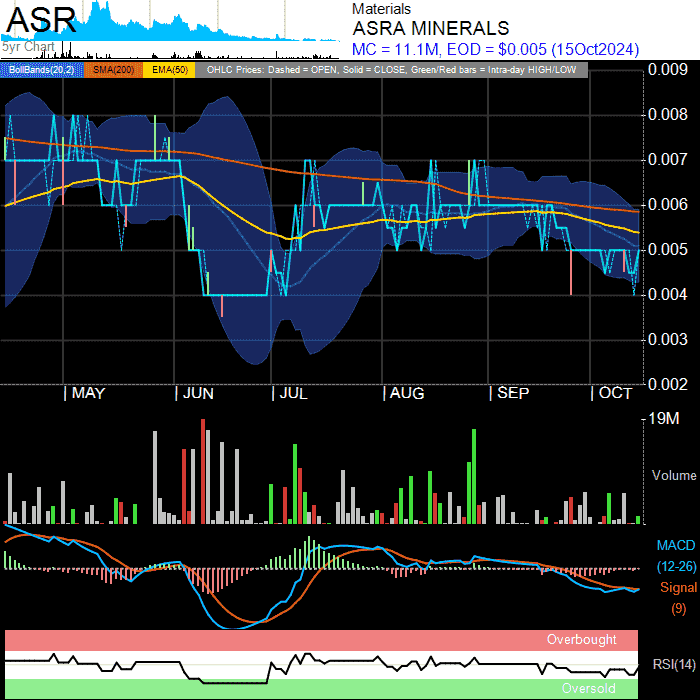 ASR
5yr Chart
Materials
ASRA MINERALS
MC = 11.1M, EOD = $0.005 (15Oct2024)
BollBands(20,2) SMA(200) EMA(50) OHLC Prices: Dashed = OPEN, Solid = CLOSE, Green/Red bars = Intra-day HIGH/LOW
0.009
0.008
0.007
0.006
0.005
0.004
0.003
0.002
| MAY | JUN | JUL | AUG | SEP | OCT
19M
Volume
MACD
(12-26)
Signal
(9)
Overbought
RSI(14)
Oversold